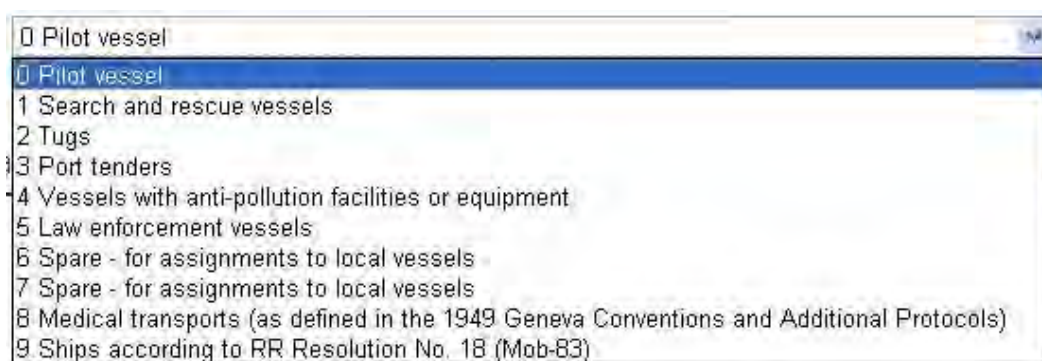 0 Pilot vessel
0 Pilot vessel
1 Search and rescue vessels
2 Tugs
3 Port tenders
4 Vessels with anti-pollution facilities or equipment
5 Law enforcement vessels
6 Spare - for assignments to local vessels
7 Spare - for assignments to local vessels
8 Medical transports (as defined in the 1949 Geneva Conventions and Additional Protocols)
9 Ships according to RR Resolution No. 18 (Mob-83)